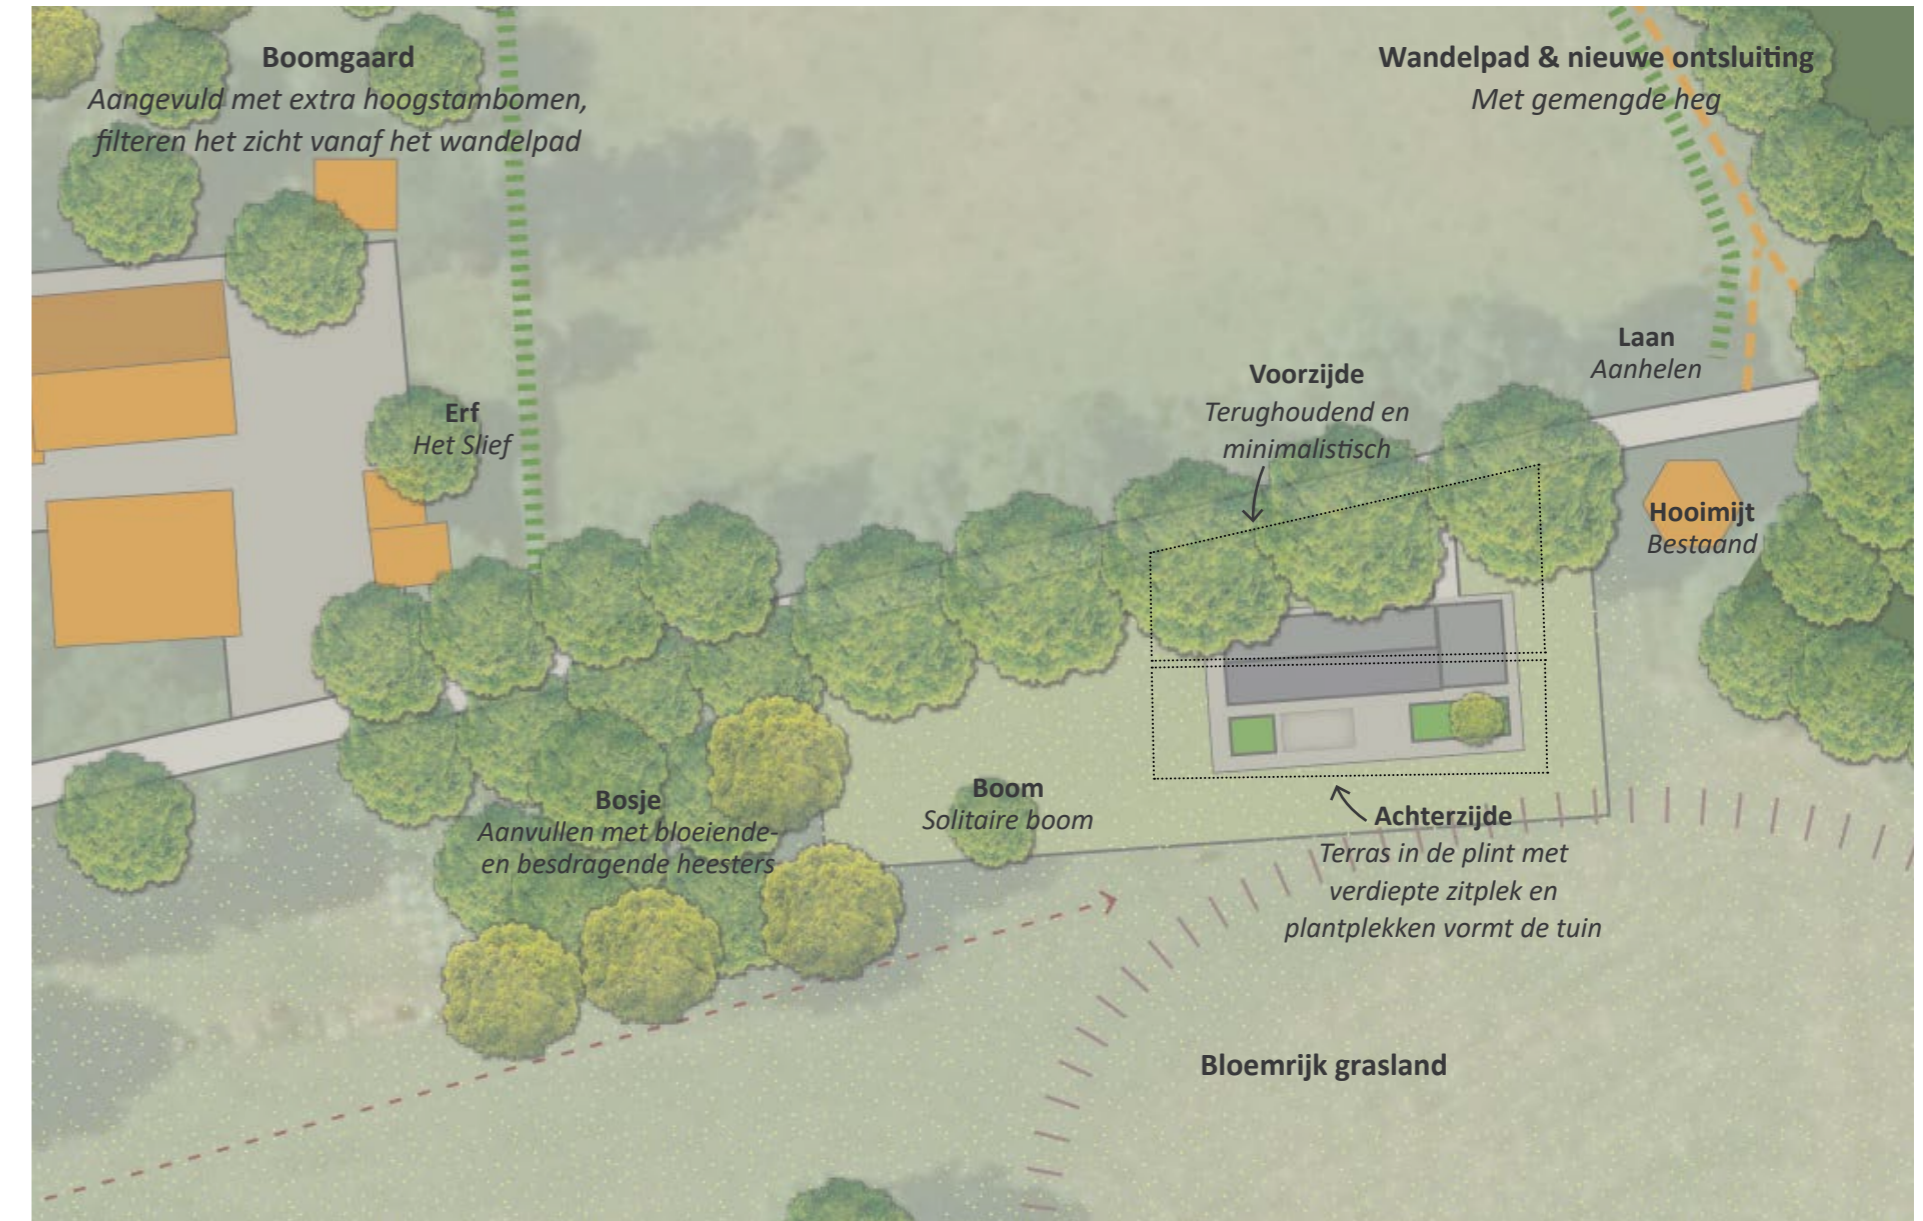 Boomgaard
Aangevuld met extra hoogstambomen,
filteren het zicht vanaf het wandelpad
Wandelpad & nieuwe ontsluiting
Met gemengde heg
Laan
Aanhelen
Voorzijde
Terughoudend en
minimalistisch
Erf
Het Slief
Hooimijt
Bestaand
Bosje
Aanvullen met bloeiende-
en besdragende heesters
Boom
Solitaire boom
Achterzijde
Terras in de plint met
verdiepte zitplek en
plantplekken vormt de tuin
Bloemrijk grasland